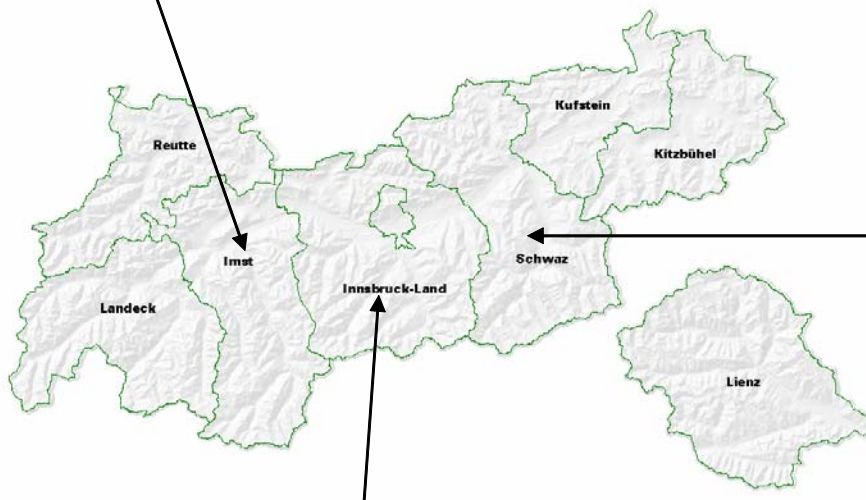 Kufstein
Reutte
Kitzbühel
Imst
Schwaz
Innsbruck-Land
Landeck
Lienz